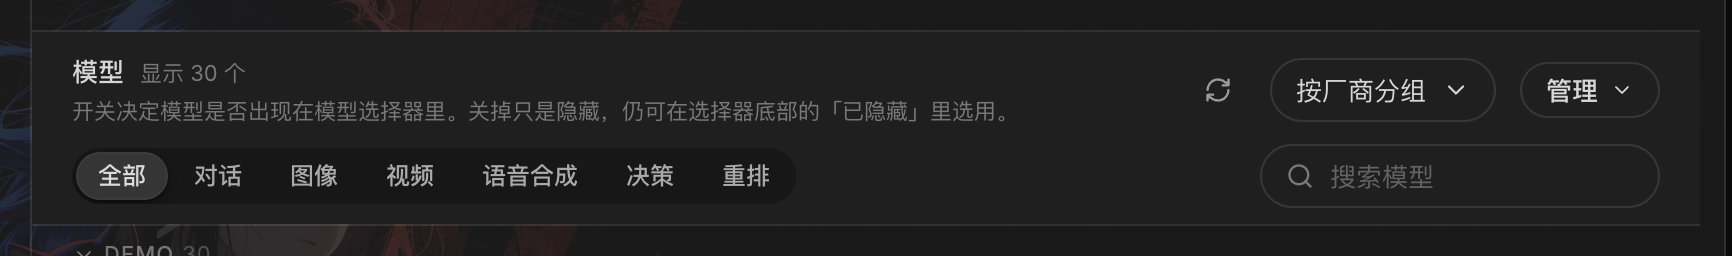 模型 显示 30 个
开关决定模型是否出现在模型选择器里。关掉只是隐藏，仍可在选择器底部的「已隐藏」里选用。
按厂商分组
管理
全部 对话 图像 视频 语音合成 决策 重排
搜索模型
DEMO 30